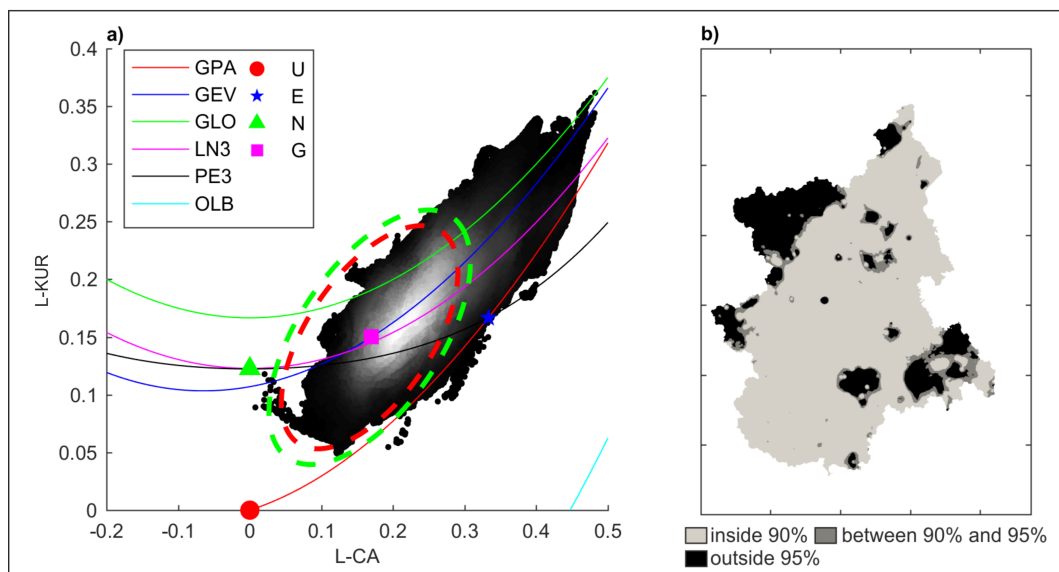 a)
b)
0.4
0.35
0.3
0.25
0.2
0.15
0.1
0.05
0
L-KUR
GPA
GEV
GLO
LN3
PE3
OLB
U
E
N
G
-0.2 -0.1 0 0.1 0.2 0.3 0.4 0.5
L-CA
inside 90% between 90% and 95%
outside 95%